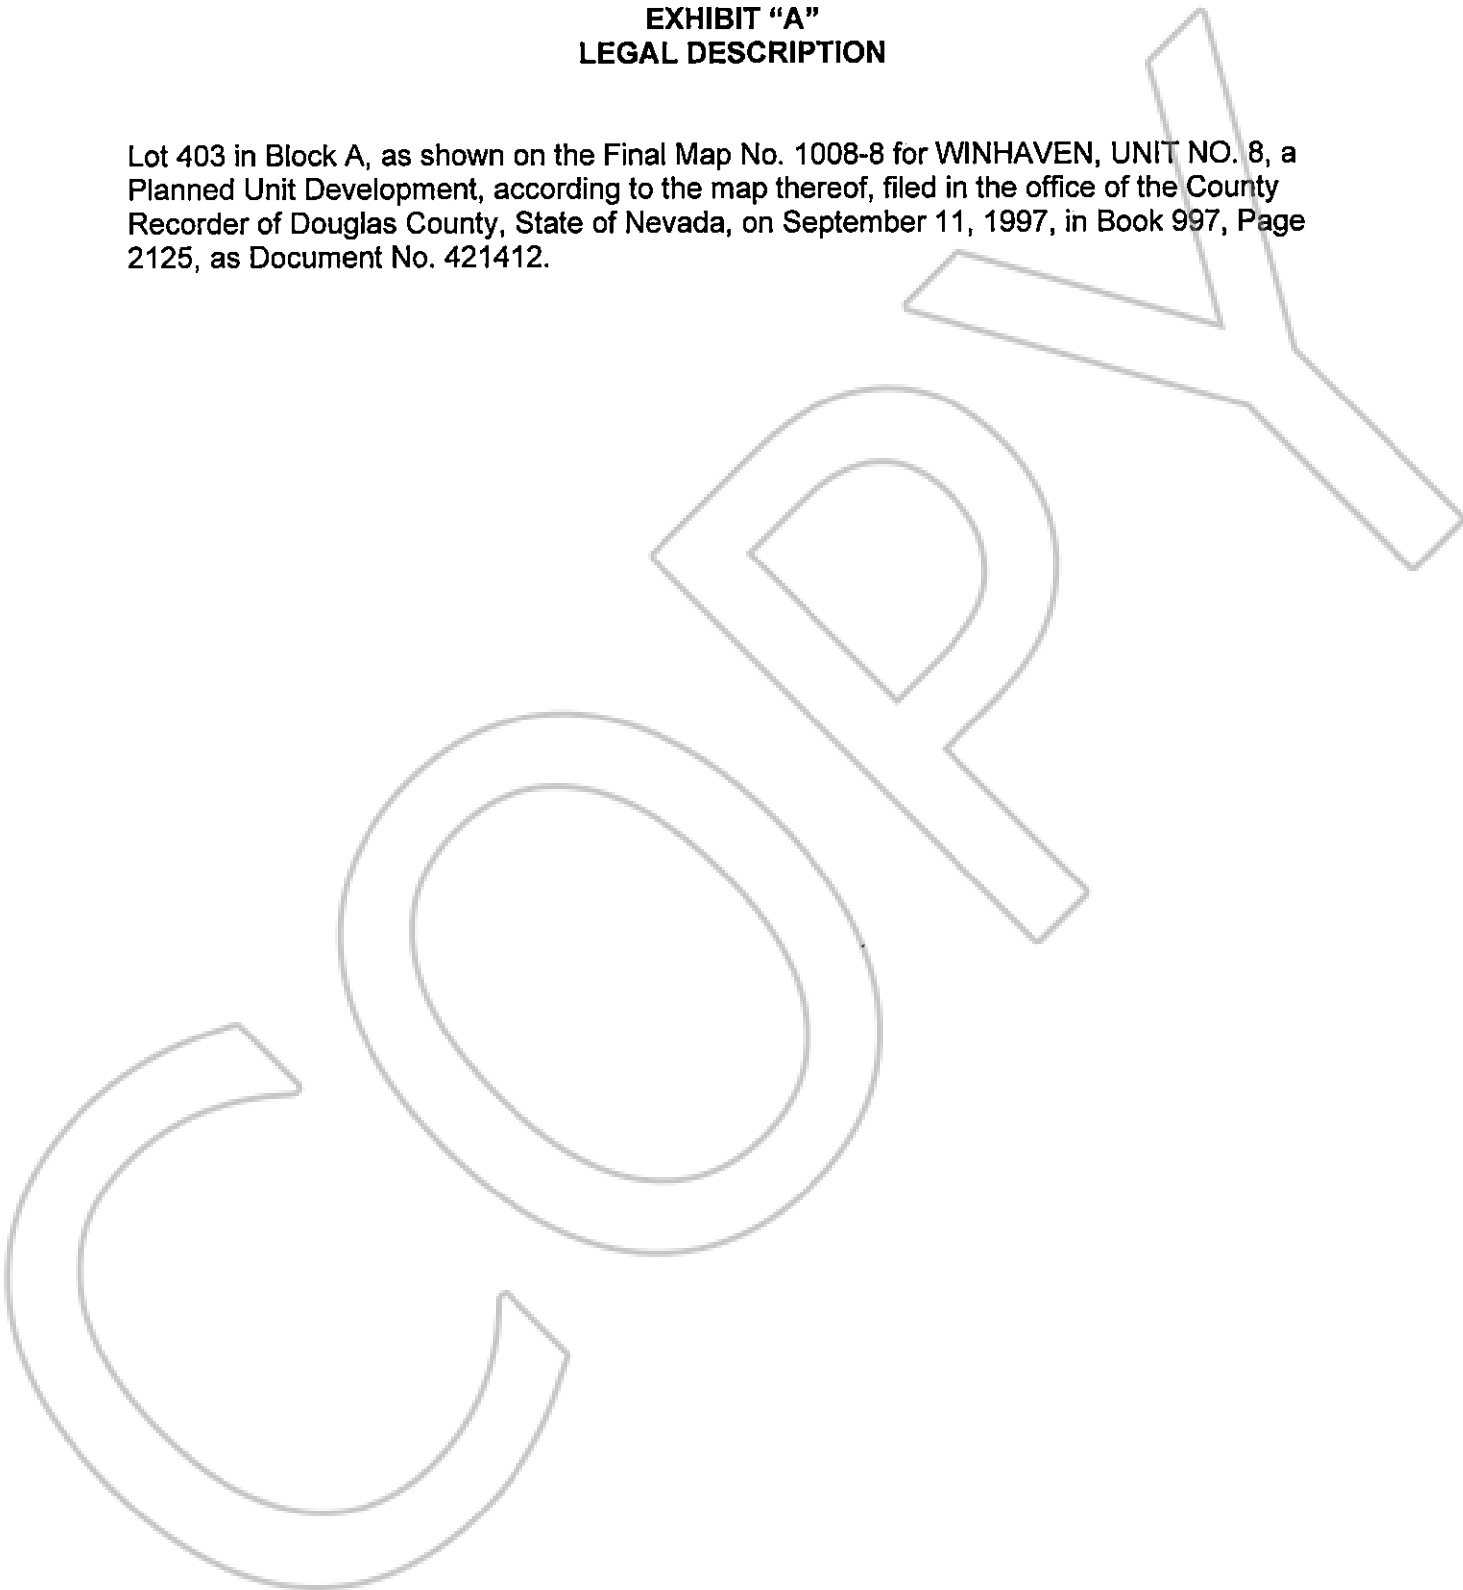 EXHIBIT “A”
LEGAL DESCRIPTION
Lot 403 in Block A, as shown on the Final Map No. 1008-8 for WINHAVEN, UNIT NO. 8, a
Planned Unit Development, according to the map thereof, filed in the office of the County
Recorder of Douglas County, State of Nevada, on September 11, 1997, in Book 997, Page
2125, as Document No. 421412.
COPY